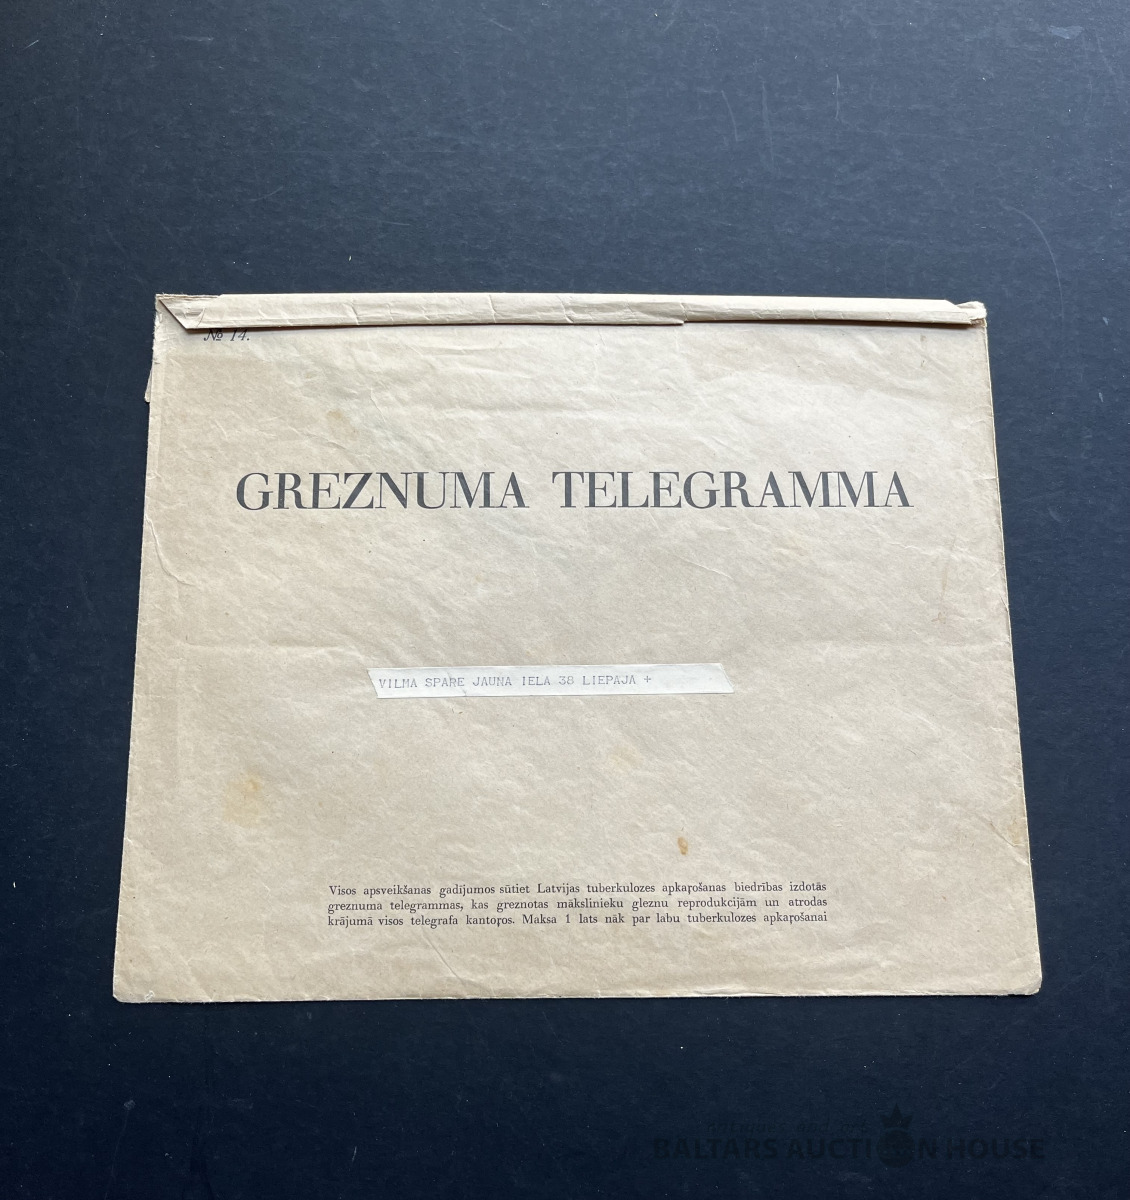 № 14.
GREZNUMA TELEGRAMMA
VILMA SPARE JAUNA IELA 38 LIEPAJA +
Visos apsveikšanas gadījumos sūtiet Latvijas tuberkulozes apkaŗošanas biedrības izdotās
greznuma telegrammas, kas greznotas mākslinieku gleznu reprodukcijām un atrodas
krājumā visos telegrafa kantoŗos. Maksa 1 lats nāk par labu tuberkulozes apkaŗošanai
BALTARS AUCTION HOUSE